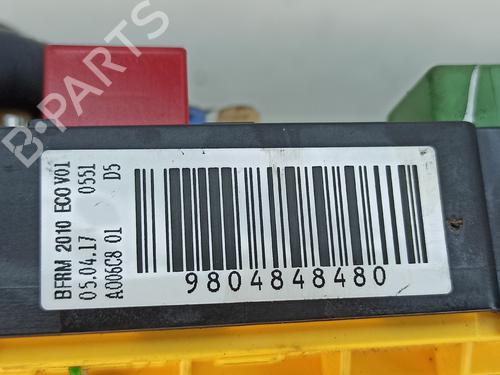 B-PARTS
BFRM 2010 ECO V01
05.04.17 0551 D5
A006C8 01
9804848480